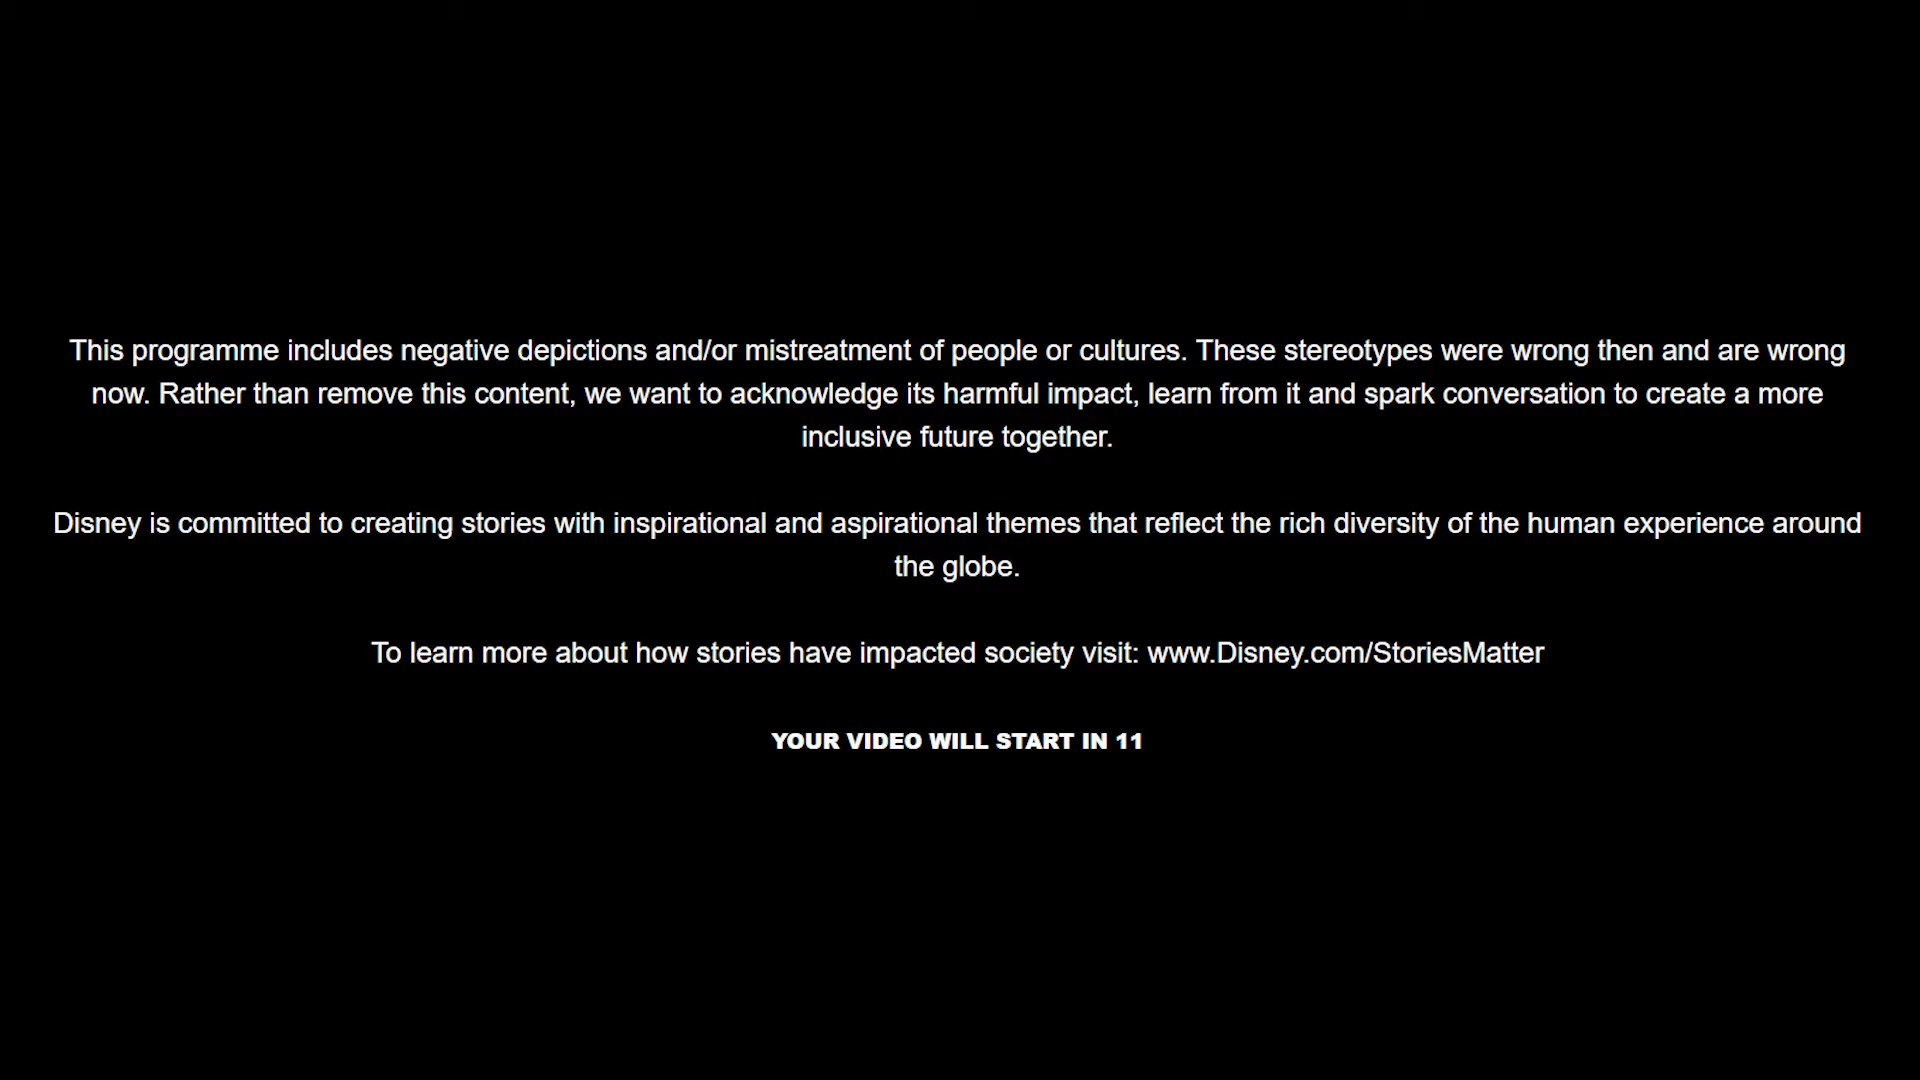 This programme includes negative depictions and/or mistreatment of people or cultures. These stereotypes were wrong then and are wrong
now. Rather than remove this content, we want to acknowledge its harmful impact, learn from it and spark conversation to create a more
inclusive future together.
Disney is committed to creating stories with inspirational and aspirational themes that reflect the rich diversity of the human experience around
the globe.
To learn more about how stories have impacted society visit: www.Disney.com/StoriesMatter
YOUR VIDEO WILL START IN 11